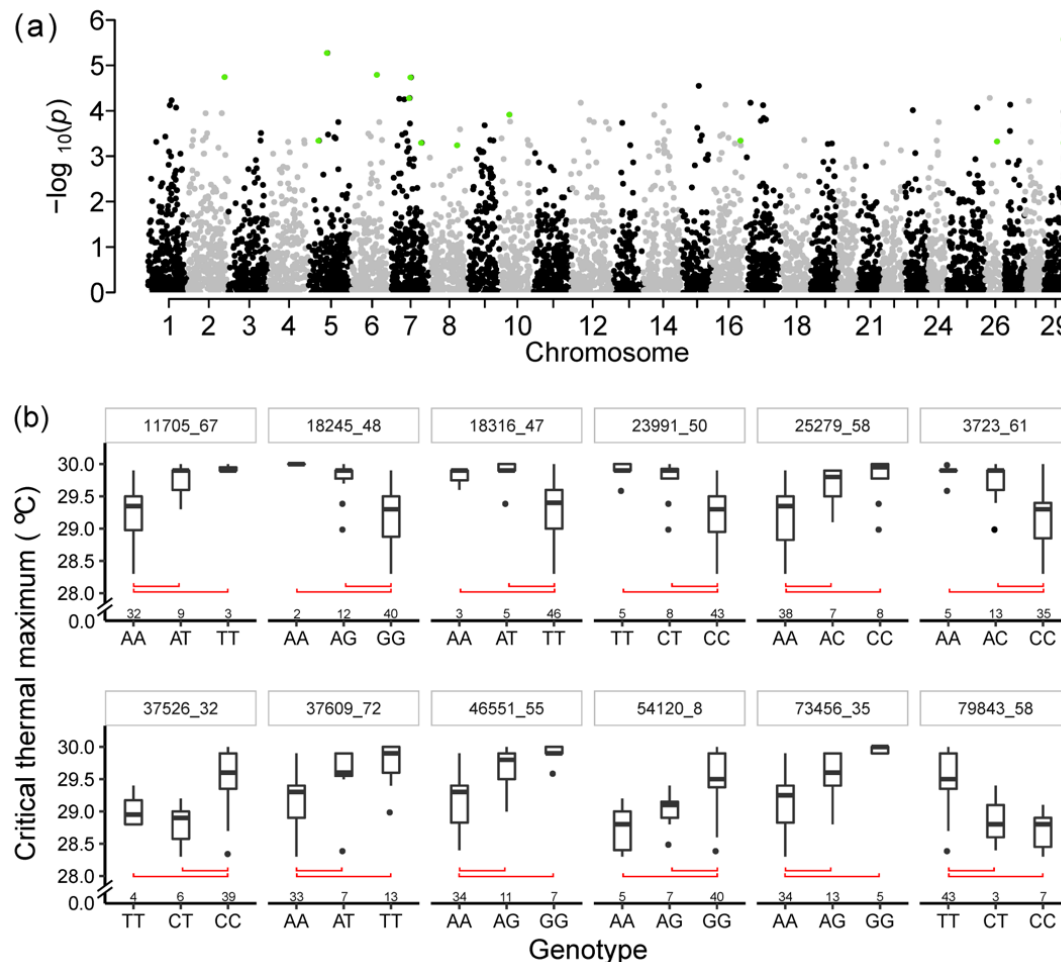 (a)
−log 10(p)
6
5
4
3
2
1
0
1 2 3 4 5 6 7 8 10 12 14 16 18 21 24 26 29
Chromosome
(b)
Critical thermal maximum ( ºC)
11705_67 18245_48 18316_47 23991_50 25279_58 3723_61
30.0
29.5
29.0
28.5
28.0
0.0
32 9 3 2 12 40 3 5 46 5 8 43 38 7 8 5 13 35
AA AT TT AA AG GG AA AT TT TT CT CC AA AC CC AA AC CC
37526_32 37609_72 46551_55 54120_8 73456_35 79843_58
30.0
29.5
29.0
28.5
28.0
0.0
4 6 39 33 7 13 34 11 7 5 7 40 34 13 5 43 3 7
TT CT CC AA AT TT AA AG GG AA AG GG AA AG GG TT CT CC
Genotype